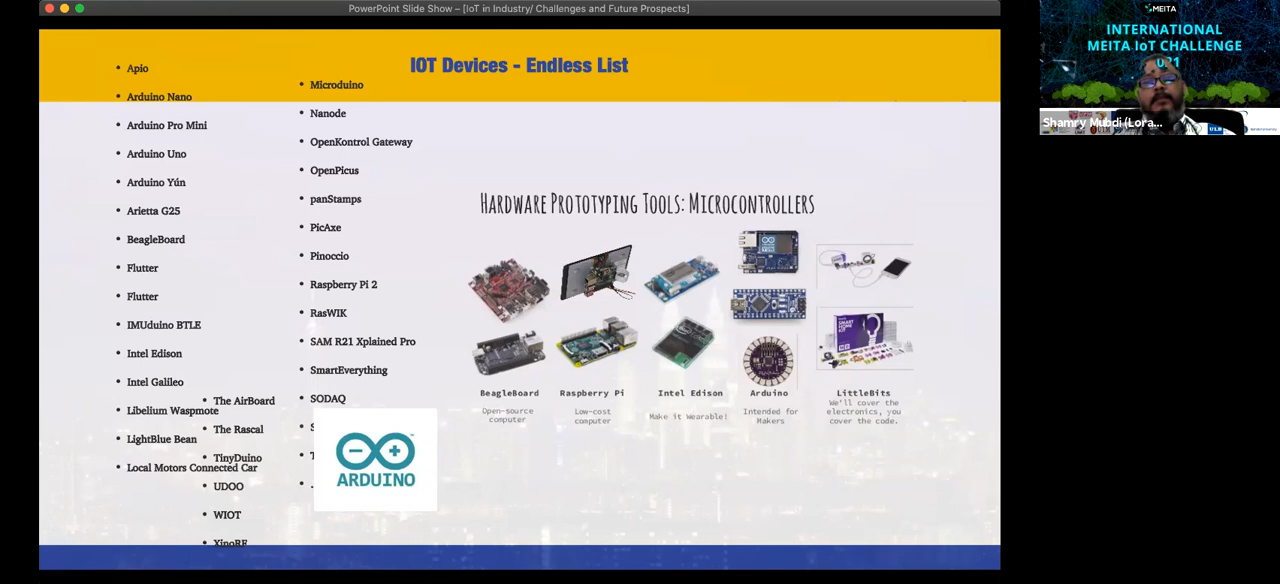 PowerPoint Slide Show – [IoT in Industry/ Challenges and Future Prospects]
IOT Devices - Endless List
• Apio
• Arduino Nano
• Arduino Pro Mini
• Arduino Uno
• Arduino Yún
• Arietta G25
• BeagleBoard
• Flutter
• Flutter
• IMUduino BTLE
• Intel Edison
• Intel Galileo
• Libelium Waspmote
• LightBlue Bean
• Local Motors Connected Car
• The AirBoard
• The Rascal
• TinyDuino
• UDOO
• WIOT
• XinoRF
• Microduino
• Nanode
• OpenKontrol Gateway
• OpenPicus
• panStamps
• PicAxe
• Pinoccio
• Raspberry Pi 2
• RasWIK
• SAM R21 Xplained Pro
• SmartEverything
• SODAQ
ARDUINO
HARDWARE PROTOTYPING TOOLS: MICROCONTROLLERS
BeagleBoard
Open-source
computer
Raspberry Pi
Low-cost
computer
Intel Edison
Make it Wearable!
Arduino
Intended for
Makers
LittleBits
We'll cover the
electronics, you
cover the code.
MEITA
INTERNATIONAL
MEITA IoT CHALLENGE
021
Shamry Mubdi (Lora...
ULB